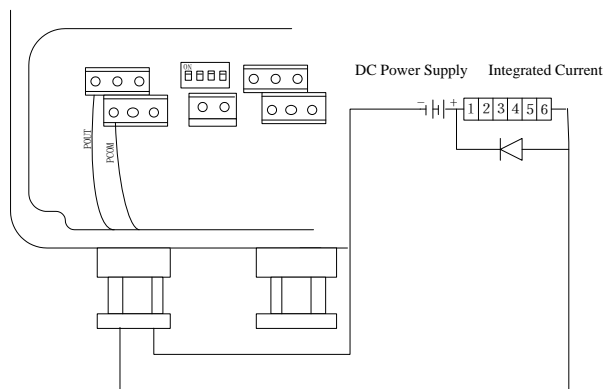 DC Power Supply Integrated Current
ON
− +
1 2 3 4 5 6
POUT
PCOM